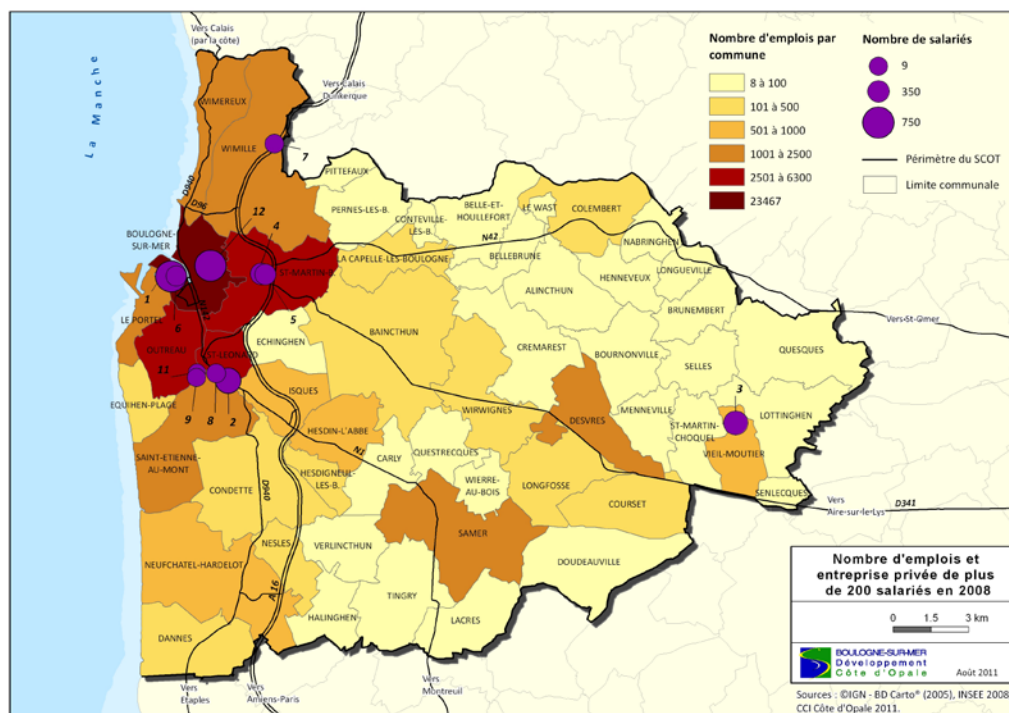 Vers Calais
(par la côte)
La Manche
Vers Calais
Dunkerque
WIMEREUX
WIMILLE
7
PITTEFAUX
D940
D96
PERNES-LES-B.
CONTEVILLE-
LES-B.
BELLE-ET-
HOULLEFORT
LE WAST
COLEMBERT
12
4
BOULOGNE-
SUR-MER
N42
NABRINGHEN
LA CAPELLE-LES-BOULOGNE
BELLEBRUNE
ST-MARTIN-B.
HENNEVEUX
LONGUEVILLE
ALINCTHUN
1
BRUNEMBERT
LE PORTEL
6
5
Vers-St-Omer
BAINCTHUN
ECHINGHEN
OUTREAU
ST-LEONARD
CREMAREST
BOURNONVILLE
QUESQUES
SELLES
11
ISQUES
3
EQUIHEN-PLAGE
9
8
2
WIRWIGNES
DESVRES
MENNEVILLE
LOTTINGHEN
HESDIN-L'ABBE
ST-MARTIN-
CHOQUEL
N1
SAINT-ETIENNE-
AU-MONT
CARLY
QUESTRECQUES
VIEIL-MOUTIER
HESDIGNEUL-
LES-B.
CONDETTE
D940
WIERRE-
AU-BOIS
LONGFOSSE
SENLECQUES
COURSET
Vers
Aire-sur-le-Lys
D341
SAMER
NESLES
VERLINCTHUN
DOUDEAUVILLE
NEUFCHATEL-HARDELOT
A 16
TINGRY
HALINGHEN
LACRES
DANNES
Vers
Etaples
Vers
Amiens-Paris
Vers
Montreuil
Nombre d'emplois par
commune
8 à 100
101 à 500
501 à 1000
1001 à 2500
2501 à 6300
23467
Nombre de salariés
9
350
750
Périmètre du SCOT
Limite communale
Nombre d'emplois et
entreprise privée de plus
de 200 salariés en 2008
0 1.5 3 km
BOULOGNE-SUR-MER
Développement
Côte d'Opale
Août 2011
Sources : ©IGN - BD Carto® (2005), INSEE 2008,
CCI Côte d'Opale 2011.